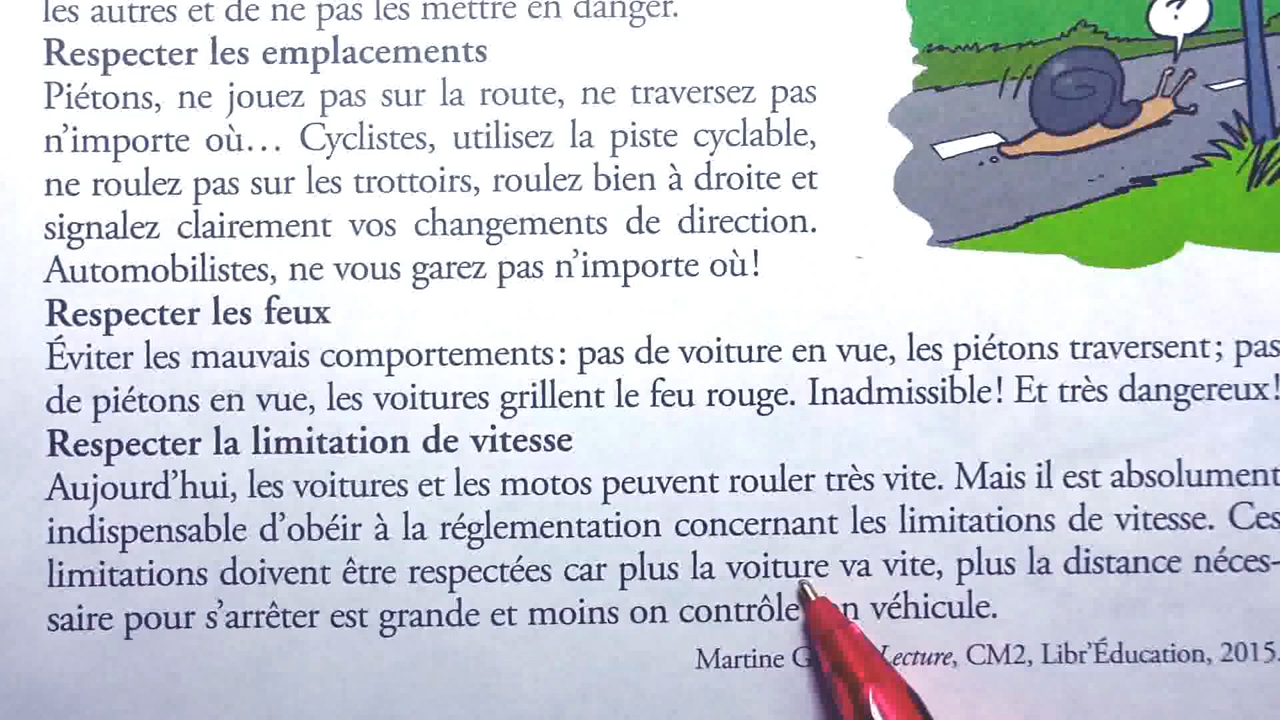 les autres et de ne pas les mettre en danger.
?
Respecter les emplacements
Piétons, ne jouez pas sur la route, ne traversez pas
n'importe où… Cyclistes, utilisez la piste cyclable,
ne roulez pas sur les trottoirs, roulez bien à droite et
signalez clairement vos changements de direction.
Automobilistes, ne vous garez pas n'importe où!
Respecter les feux
Éviter les mauvais comportements: pas de voiture en vue, les piétons traversent; pas
de piétons en vue, les voitures grillent le feu rouge. Inadmissible! Et très dangereux!
Respecter la limitation de vitesse
Aujourd'hui, les voitures et les motos peuvent rouler très vite. Mais il est absolument
indispensable d'obéir à la réglementation concernant les limitations de vitesse. Ces
limitations doivent être respectées car plus la voiture va vite, plus la distance néces-
saire pour s'arrêter est grande et moins on contrôle véhicule.
Martine Lecture, CM2, Libr'Éducation, 2015.